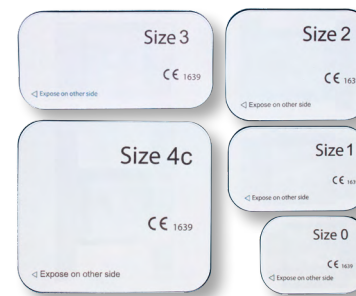 Size 3
CE 1639
◁ Expose on other side
Size 2
CE 163
◁ Expose on other side
Size 4c
CE 1639
◁ Expose on other side
Size 1
CE 1639
◁ Expose on other side
Size 0
CE 1639
◁ Expose on other side